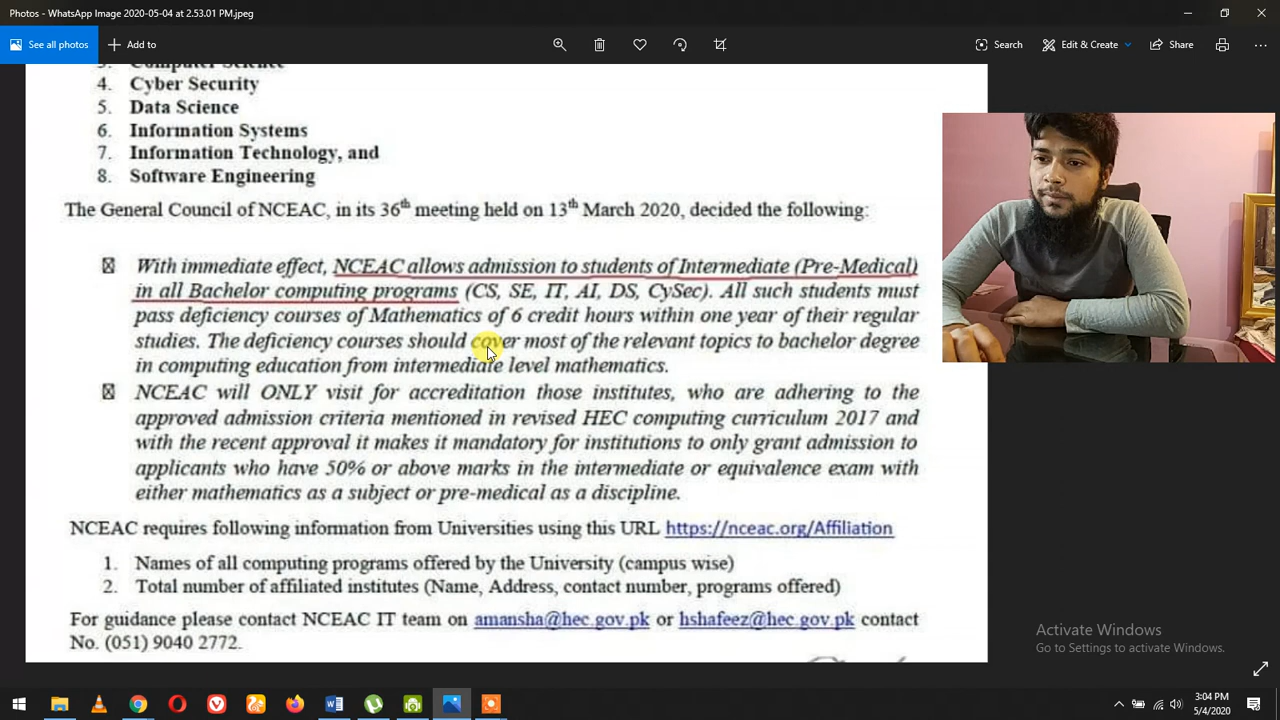 Photos - WhatsApp Image 2020-05-04 at 2.53.01 PM.jpeg
See all photos
Add to
Search
Edit & Create
Share
3. Computer Science
4. Cyber Security
5. Data Science
6. Information Systems
7. Information Technology, and
8. Software Engineering
The General Council of NCEAC, in its 36th meeting held on 13th March 2020, decided the following:
With immediate effect, NCEAC allows admission to students of Intermediate (Pre-Medical)
in all Bachelor computing programs (CS, SE, IT, AI, DS, CySec). All such students must
pass deficiency courses of Mathematics of 6 credit hours within one year of their regular
studies. The deficiency courses should cover most of the relevant topics to bachelor degree
in computing education from intermediate level mathematics.
NCEAC will ONLY visit for accreditation those institutes, who are adhering to the
approved admission criteria mentioned in revised HEC computing curriculum 2017 and
with the recent approval it makes it mandatory for institutions to only grant admission to
applicants who have 50% or above marks in the intermediate or equivalence exam with
either mathematics as a subject or pre-medical as a discipline.
NCEAC requires following information from Universities using this URL https://nceac.org/Affiliation
1. Names of all computing programs offered by the University (campus wise)
2. Total number of affiliated institutes (Name, Address, contact number, programs offered)
For guidance please contact NCEAC IT team on amansha@hec.gov.pk or hshafeez@hec.gov.pk contact
No. (051) 9040 2772.
Activate Windows
Go to Settings to activate Windows.
3:04 PM
5/4/2020